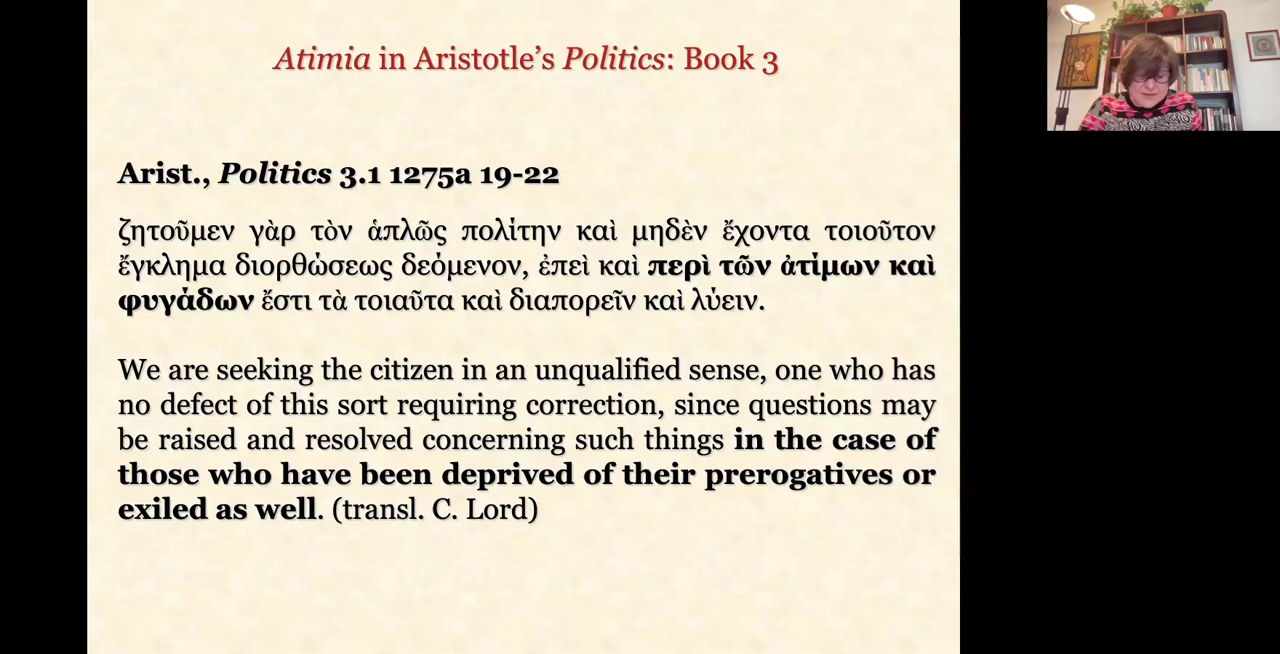 Atimia in Aristotle’s Politics: Book 3
Arist., Politics 3.1 1275a 19-22
ζητοῦμεν γὰρ τὸν ἁπλῶς πολίτην καὶ μηδὲν ἔχοντα τοιοῦτον
ἔγκλημα διορθώσεως δεόμενον, ἐπεὶ καὶ περὶ τῶν ἀτίμων καὶ
φυγάδων ἔστι τὰ τοιαῦτα καὶ διαπορεῖν καὶ λύειν.
We are seeking the citizen in an unqualified sense, one who has
no defect of this sort requiring correction, since questions may
be raised and resolved concerning such things in the case of
those who have been deprived of their prerogatives or
exiled as well. (transl. C. Lord)